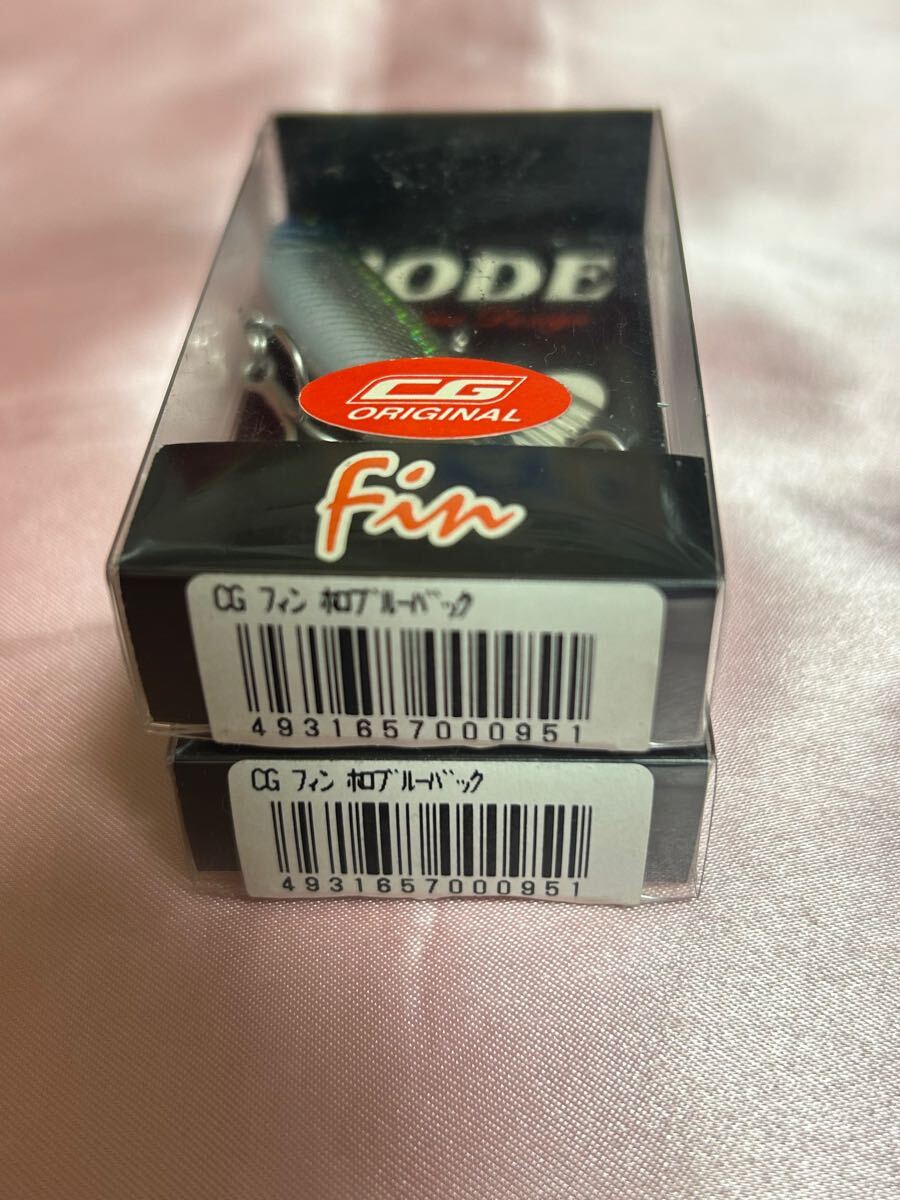 CODE
CG
ORIGINAL
Fin
CG フィン ホロブルーバック
4931657000951
CG フィン ホロブルーバック
4931657000951